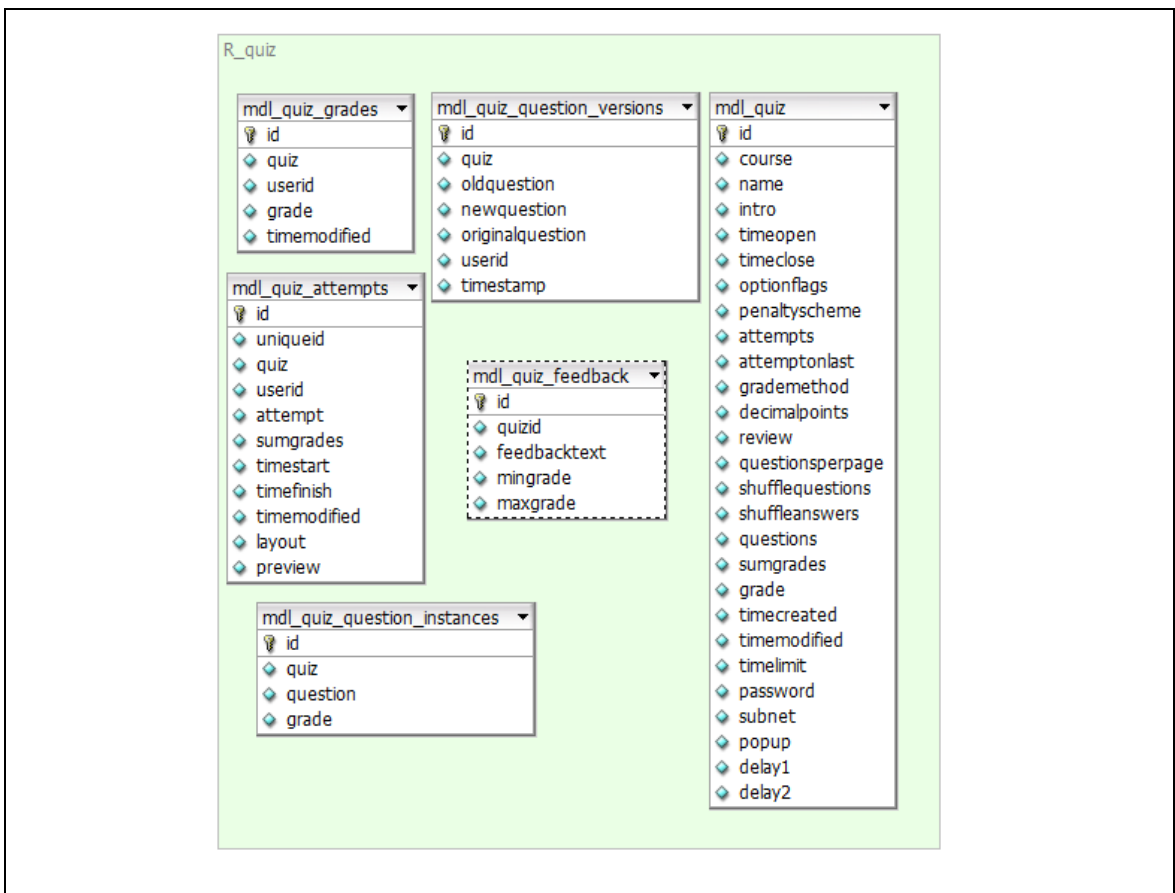 R_quiz
mdl_quiz_grades
id
quiz
userid
grade
timemodified
mdl_quiz_question_versions
id
quiz
oldquestion
newquestion
originalquestion
userid
timestamp
mdl_quiz
id
course
name
intro
timeopen
timeclose
optionflags
penaltyscheme
attempts
attemptonlast
grademethod
decimalpoints
review
questionsperpage
shufflequestions
shuffleanswers
questions
sumgrades
grade
timecreated
timemodified
timelimit
password
subnet
popup
delay1
delay2
mdl_quiz_attempts
id
uniqueid
quiz
userid
attempt
sumgrades
timestart
timefinish
timemodified
layout
preview
mdl_quiz_feedback
id
quizid
feedbacktext
mingrade
maxgrade
mdl_quiz_question_instances
id
quiz
question
grade